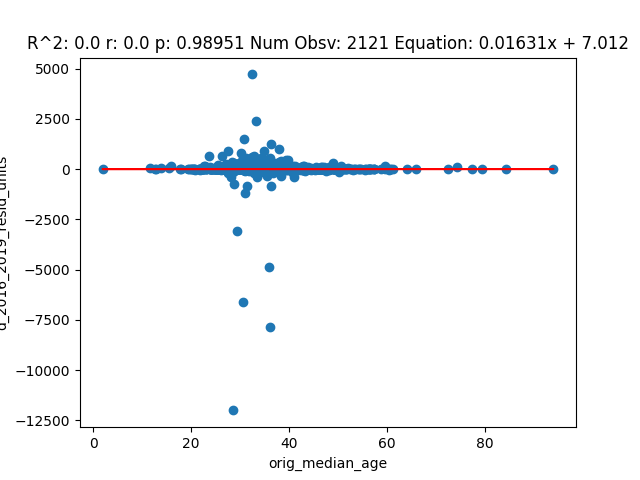 R^2: 0.0 r: 0.0 p: 0.98951 Num Obsv: 2121 Equation: 0.01631x + 7.012
5000
2500
0
−2500
−5000
−7500
−10000
−12500
d_2016_2019_resid_units
0 20 40 60 80
orig_median_age